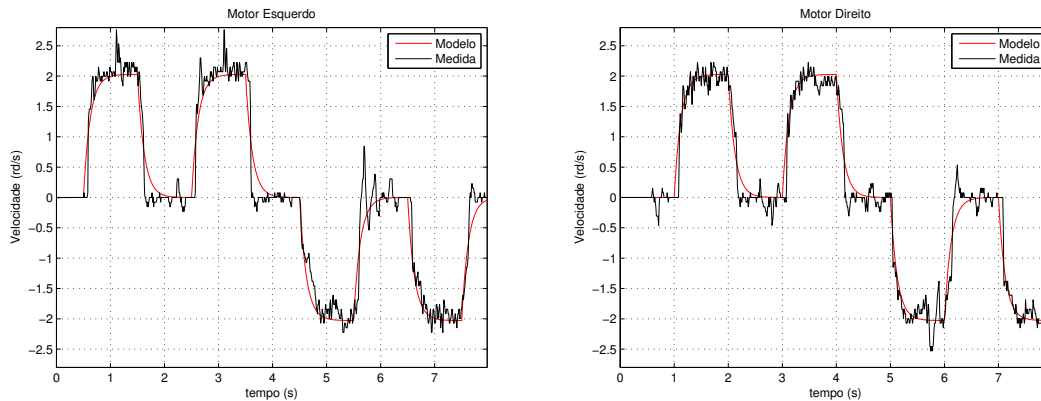 Motor Esquerdo
2.5
2
1.5
1
0.5
0
−0.5
−1
−1.5
−2
−2.5
Velocidade (rd/s)
0 1 2 3 4 5 6 7
tempo (s)
Modelo
Medida
Motor Direito
2.5
2
1.5
1
0.5
0
−0.5
−1
−1.5
−2
−2.5
Velocidade (rd/s)
0 1 2 3 4 5 6 7
tempo (s)
Modelo
Medida